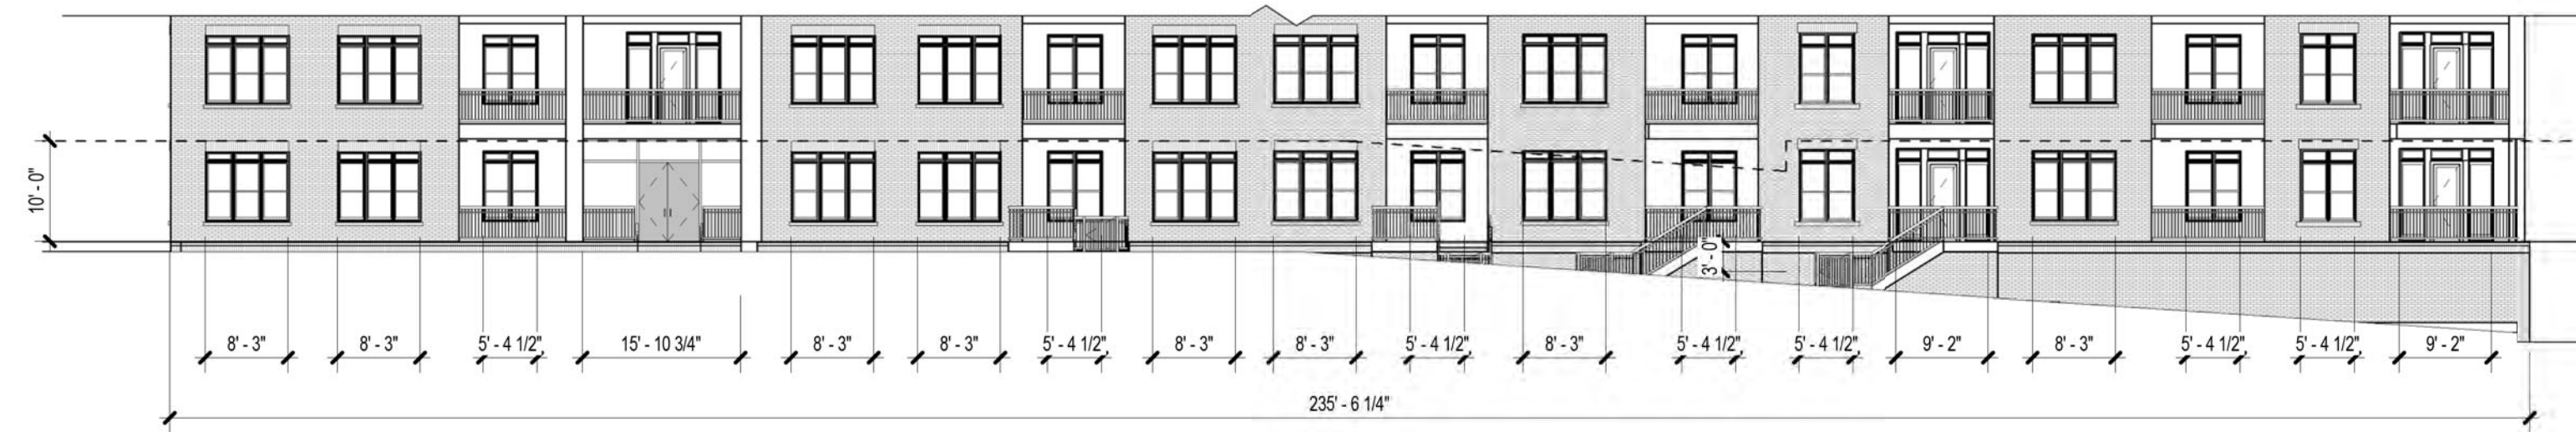 10' - 0"
3' - 0"
8' - 3"
8' - 3"
5' - 4 1/2"
15' - 10 3/4"
8' - 3"
8' - 3"
5' - 4 1/2"
8' - 3"
8' - 3"
5' - 4 1/2"
8' - 3"
5' - 4 1/2"
5' - 4 1/2"
9' - 2"
8' - 3"
5' - 4 1/2"
5' - 4 1/2"
9' - 2"
235' - 6 1/4"